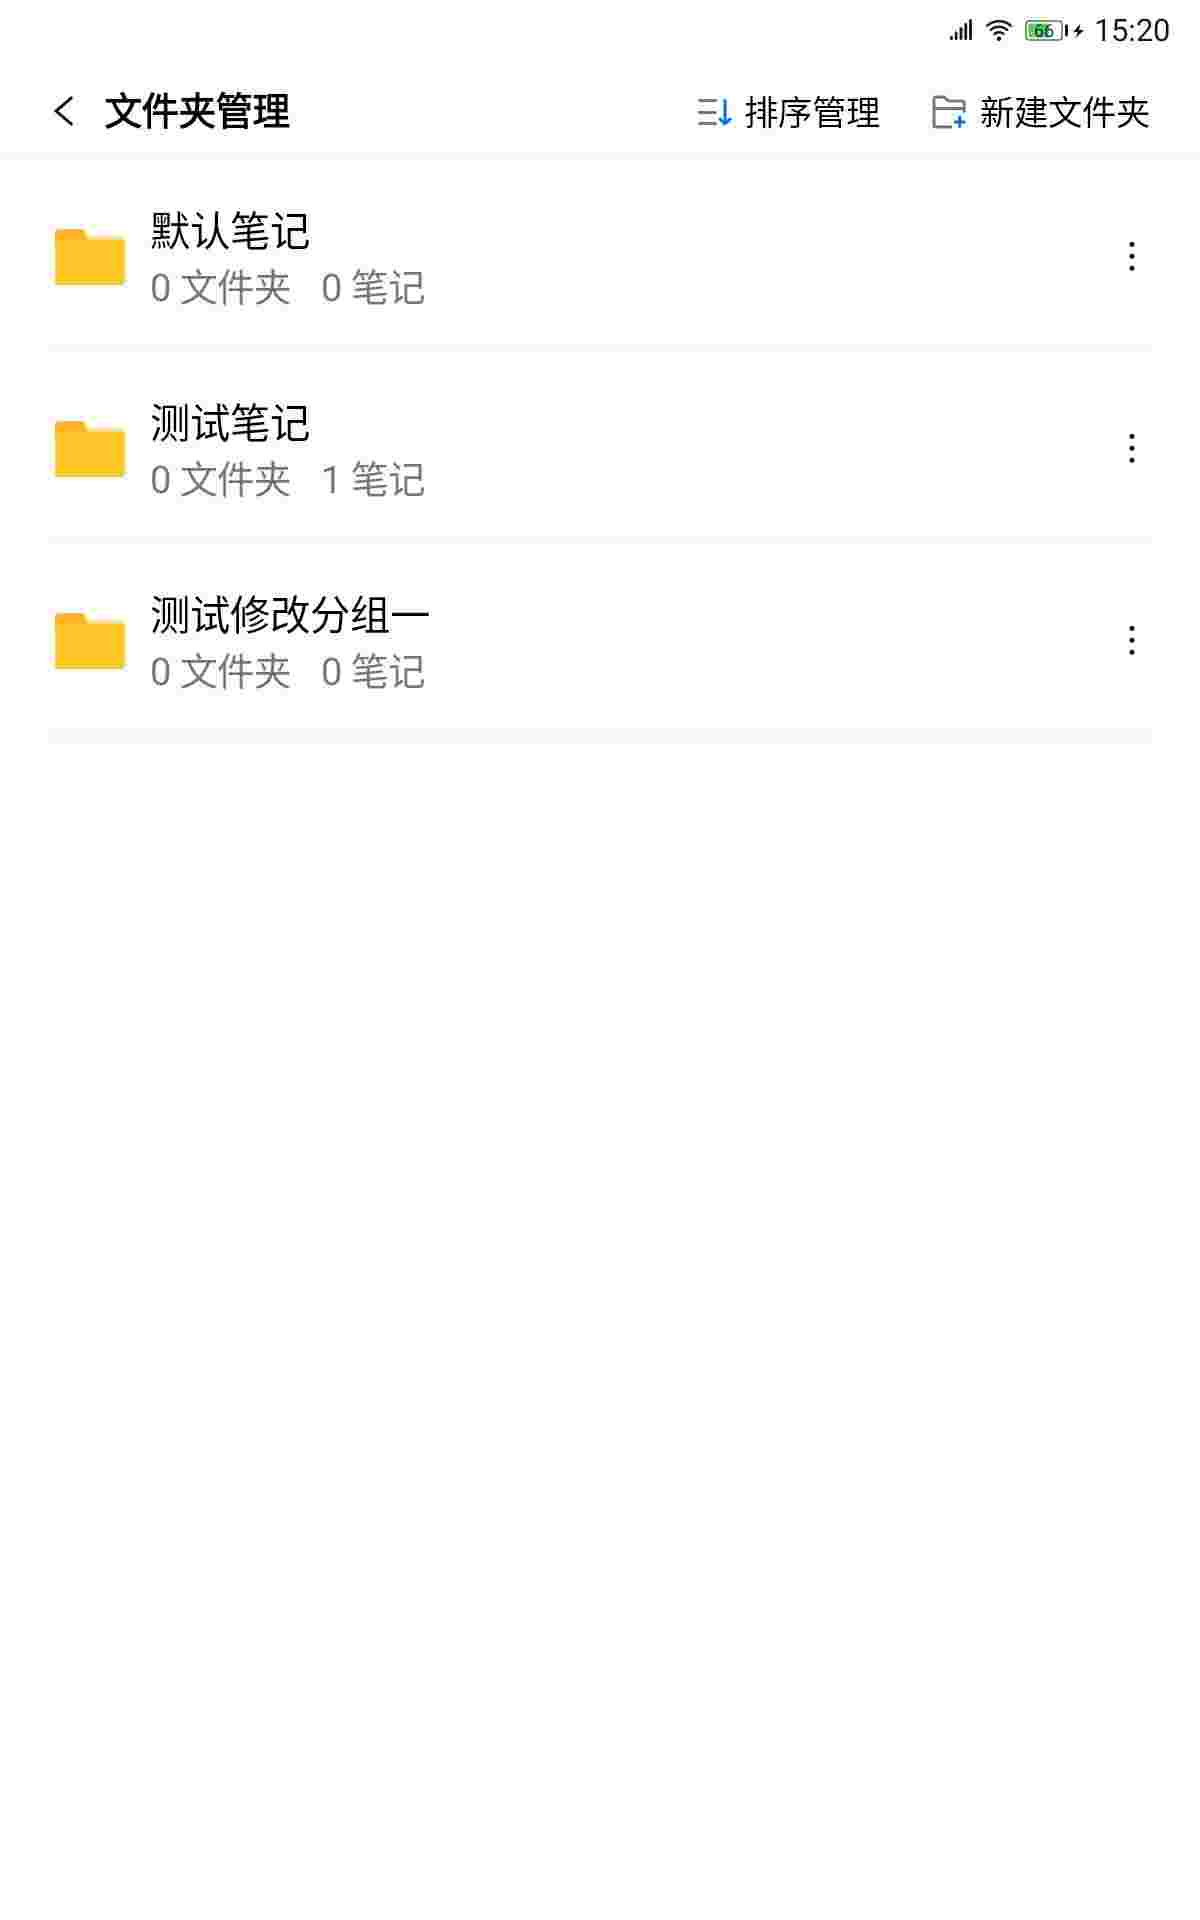 66 15:20
文件夹管理 排序管理 新建文件夹
默认笔记
0 文件夹 0 笔记
测试笔记
0 文件夹 1 笔记
测试修改分组一
0 文件夹 0 笔记